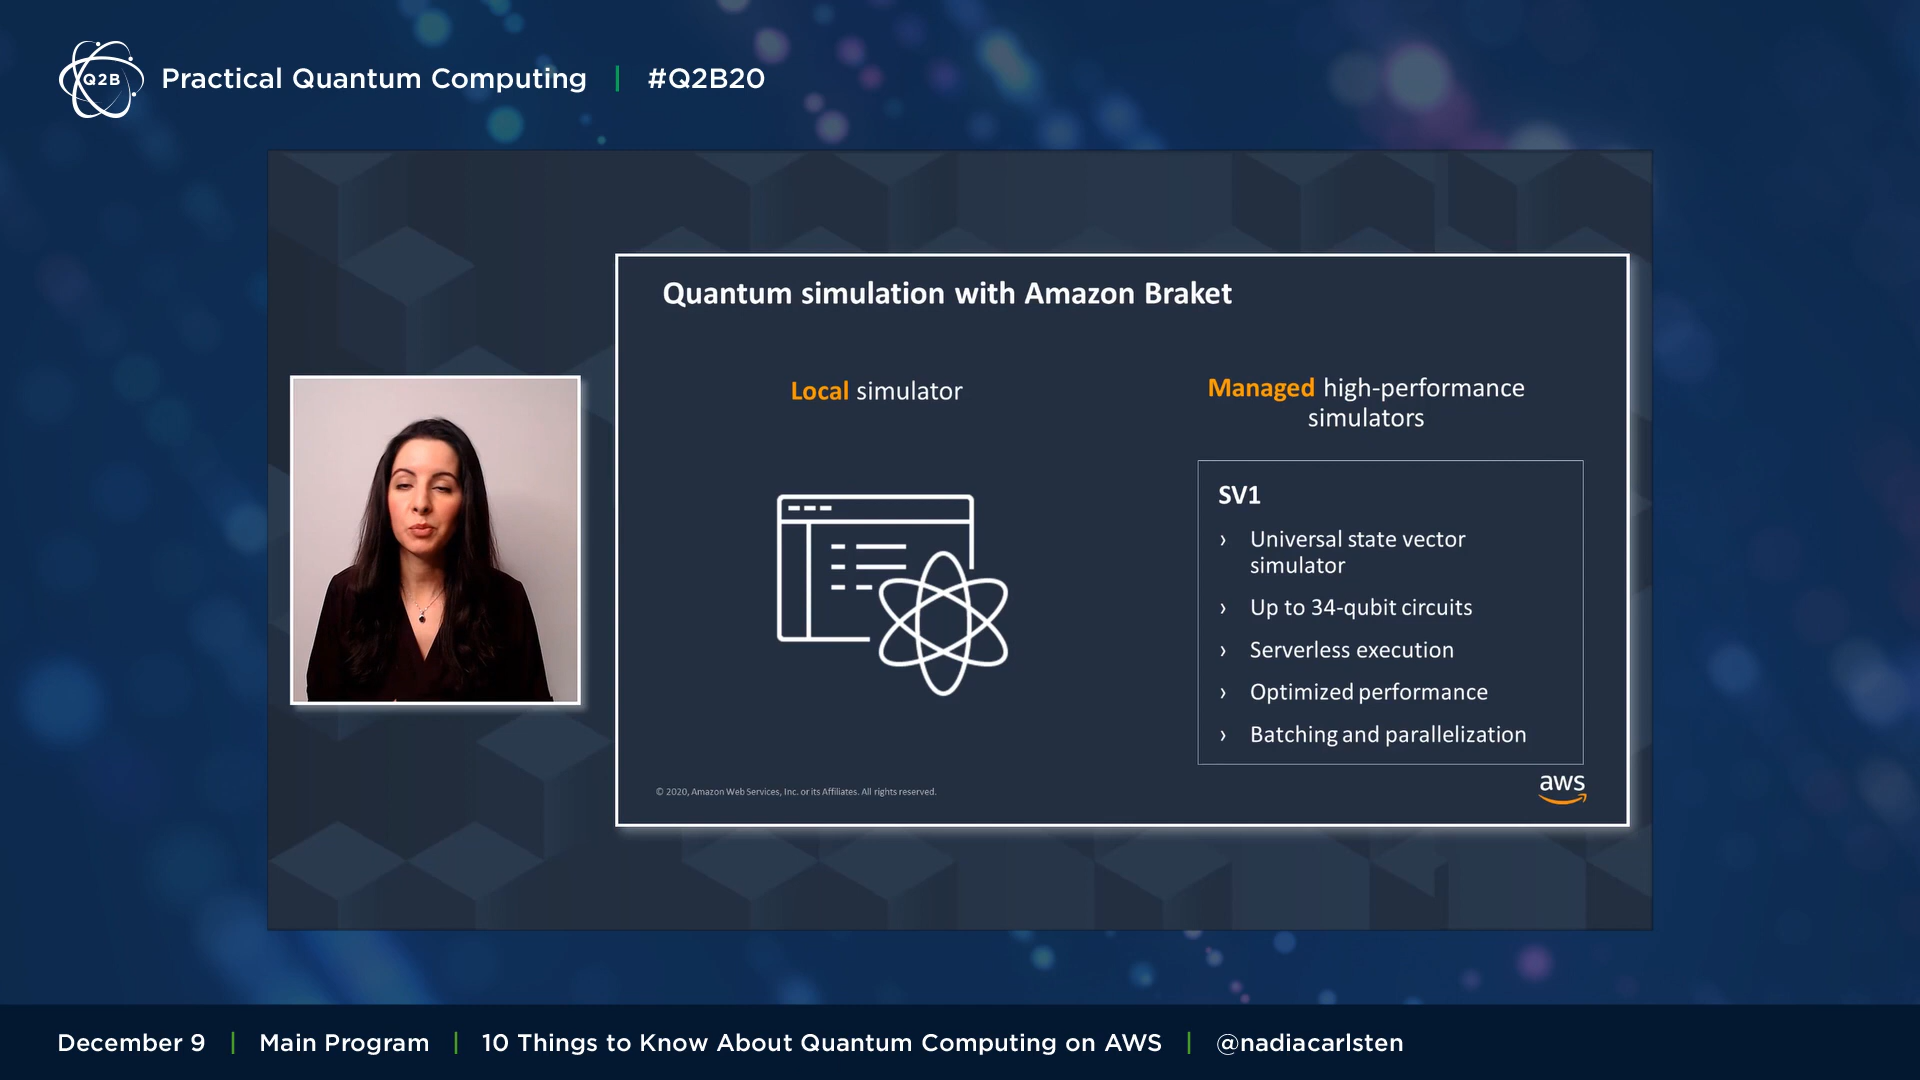 Q2B
Practical Quantum Computing | #Q2B20
Quantum simulation with Amazon Braket
Local simulator
Managed high-performance
simulators
SV1
› Universal state vector
simulator
› Up to 34-qubit circuits
› Serverless execution
› Optimized performance
› Batching and parallelization
© 2020, Amazon Web Services, Inc. or its Affiliates. All rights reserved.
aws
December 9 | Main Program | 10 Things to Know About Quantum Computing on AWS | @nadiacarlsten